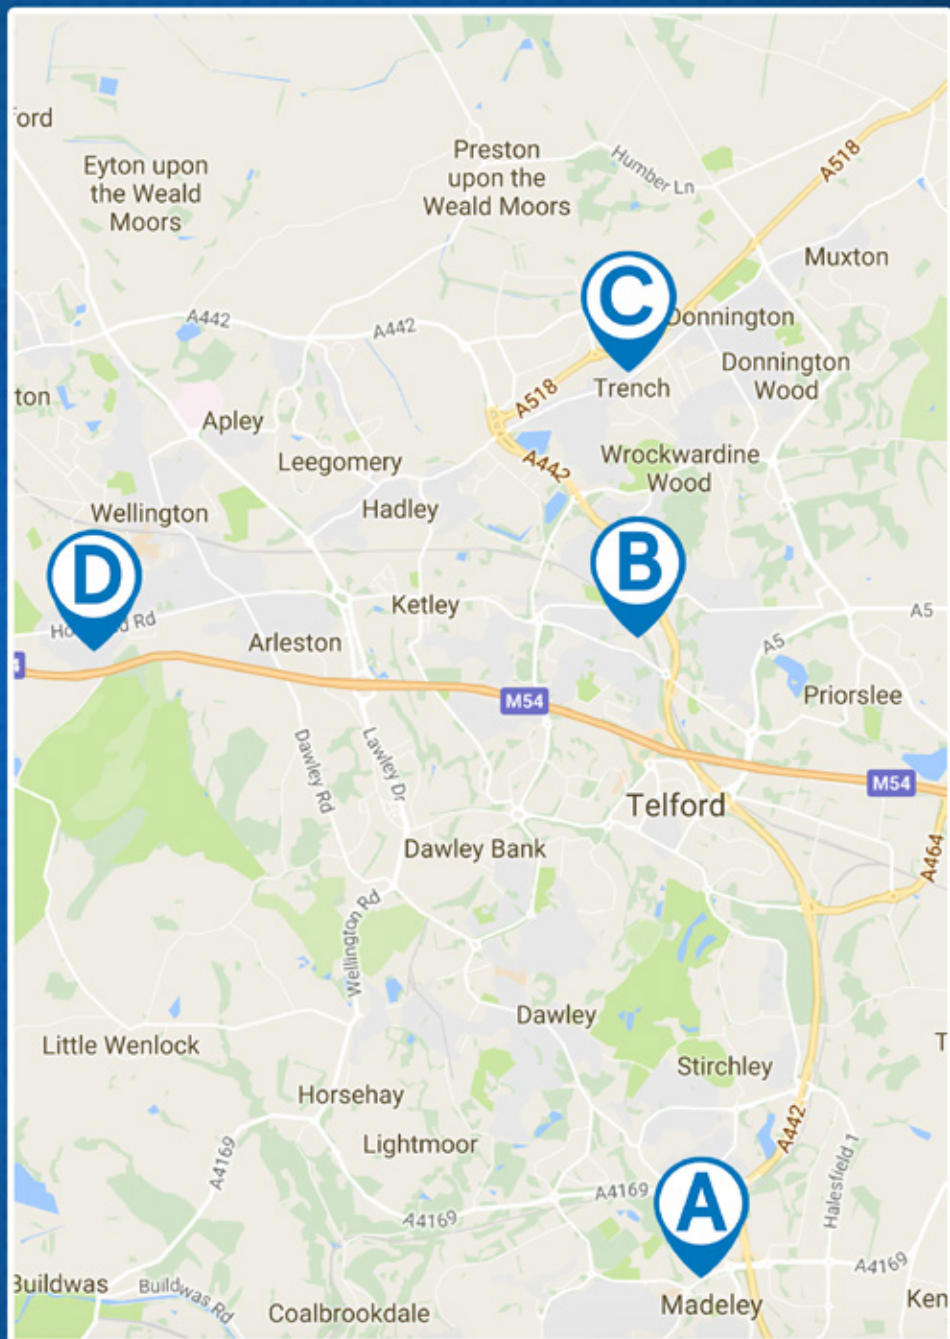 ford
Eyton upon
the Weald
Moors
Preston
upon the
Weald Moors
Humber Ln
A518
Muxton
C
A442
A442
Donnington
Donnington
Wood
ton
Trench
A518
Apley
Leegomery
A442
Wrockwardine
Wood
Wellington
Hadley
D
B
Ketley
A5
Rd
Arleston
A5
4
M54
Priorslee
Dawley Rd
Lawley Dr
M54
Telford
Dawley Bank
A464
Wellington Rd
Dawley
Little Wenlock
T
Stirchley
Horsehay
Lightmoor
A442
A4169
Halesfield 1
A4169
A
A4169
A4169
Buildwas
Buildwas Rd
Madeley
Ken
Coalbrookdale